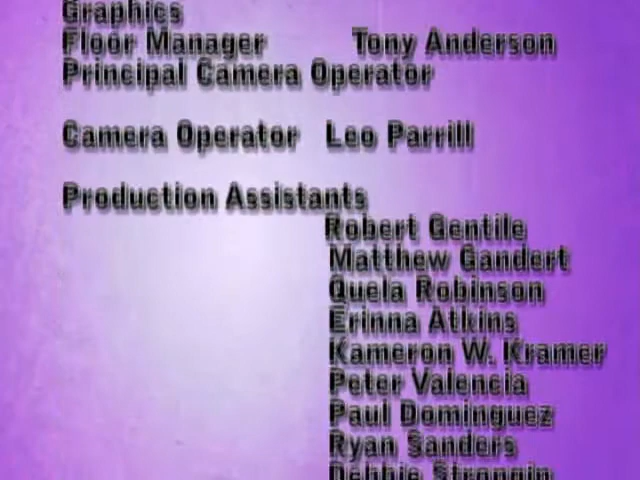 Graphics
Floor Manager Tony Anderson
Principal Camera Operator
Camera Operator Leo Parrill
Production Assistants
Robert Gentile
Matthew Gandert
Quela Robinson
Erinna Atkins
Kameron W. Kramer
Peter Valencia
Paul Dominguez
Ryan Sanders
Debbie